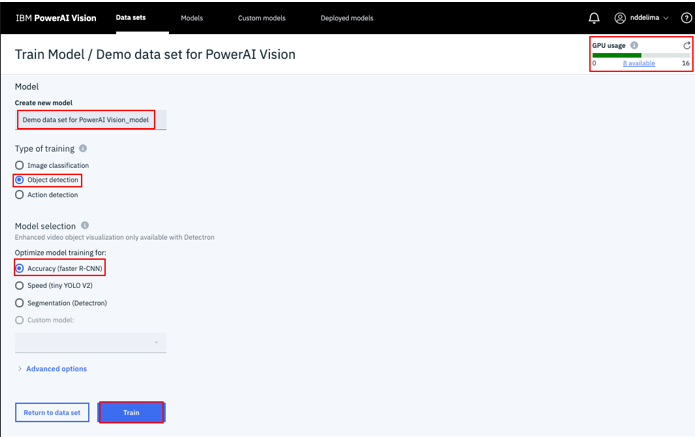 IBM PowerAI Vision Data sets Models Custom models Deployed models nddelima
Train Model / Demo data set for PowerAI Vision
GPU usage
0 8 available 16
Model
Create new model
Demo data set for PowerAI Vision_model
Type of training
Image classification
Object detection
Action detection
Model selection
Enhanced video object visualization only available with Detectron
Optimize model training for:
Accuracy (faster R-CNN)
Speed (tiny YOLO V2)
Segmentation (Detectron)
Custom model:
Advanced options
Return to data set Train